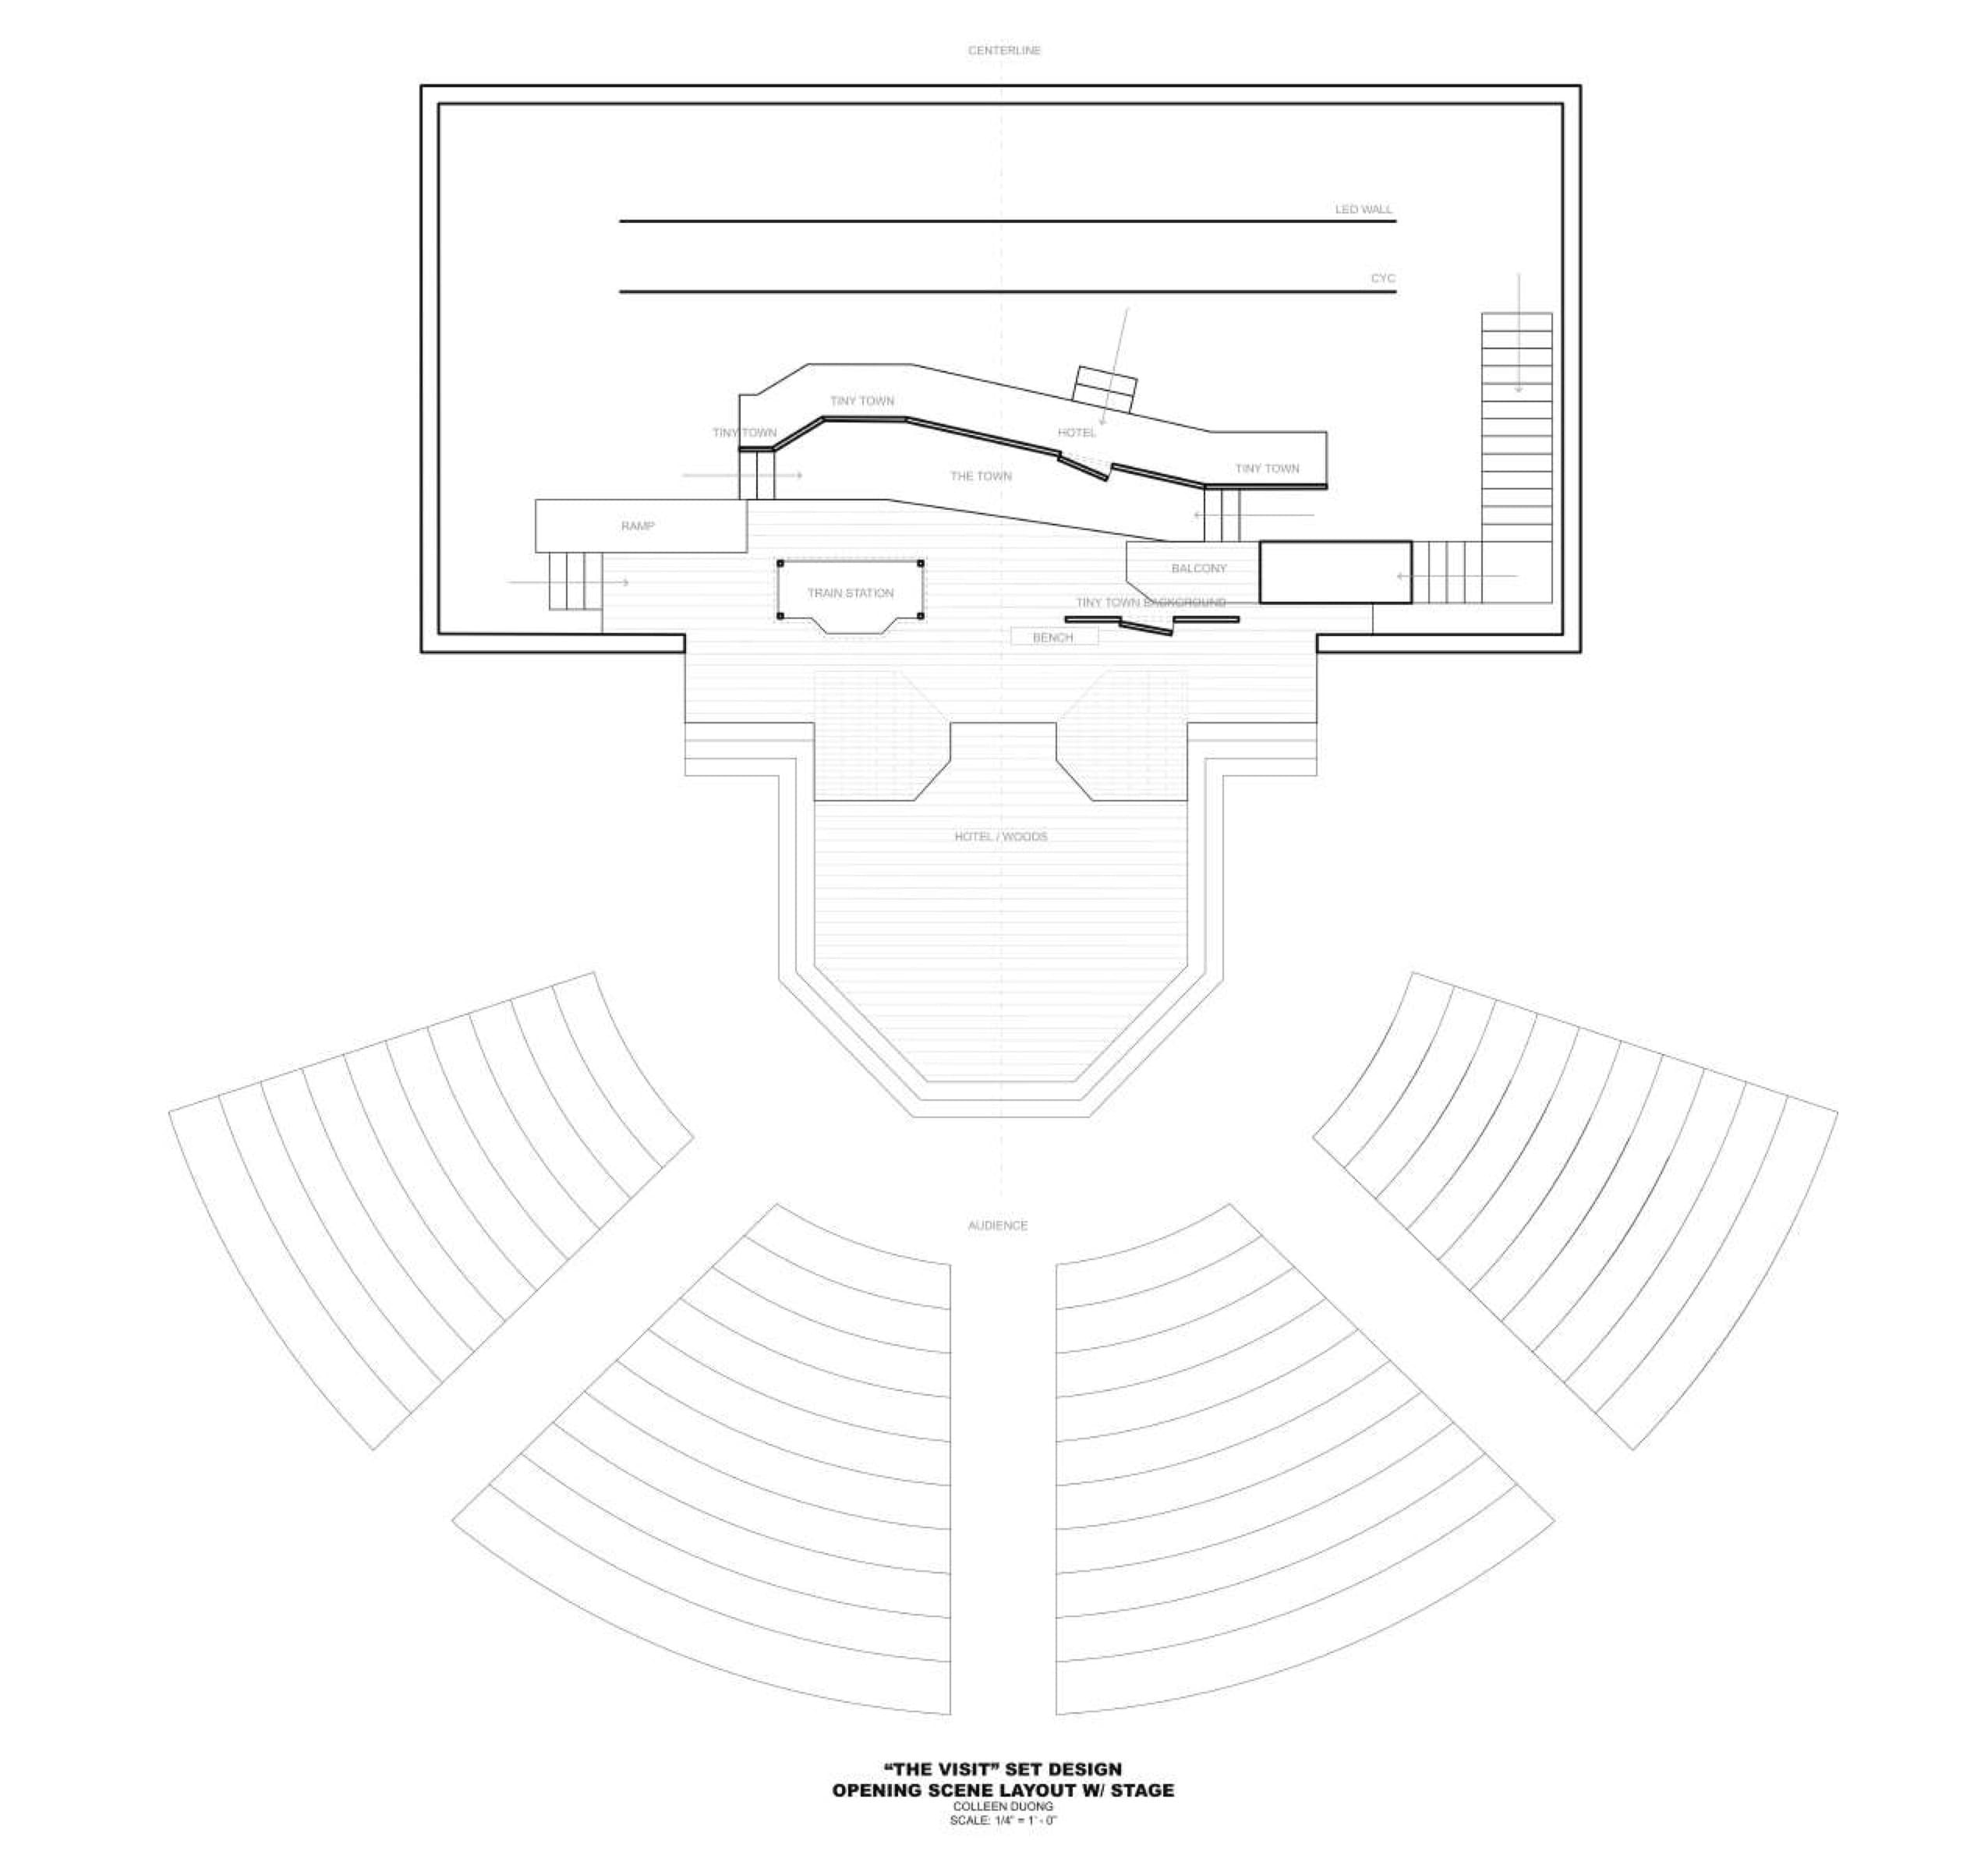 CENTERLINE
LED WALL
CYC
TINY TOWN
TINY TOWN
HOTEL
TINY TOWN
THE TOWN
RAMP
BALCONY
TRAIN STATION
TINY TOWN BACKGROUND
BENCH
HOTEL / WOODS
AUDIENCE
“THE VISIT” SET DESIGN
OPENING SCENE LAYOUT W/ STAGE
COLLEEN DUONG
SCALE: 1/4" = 1' - 0"